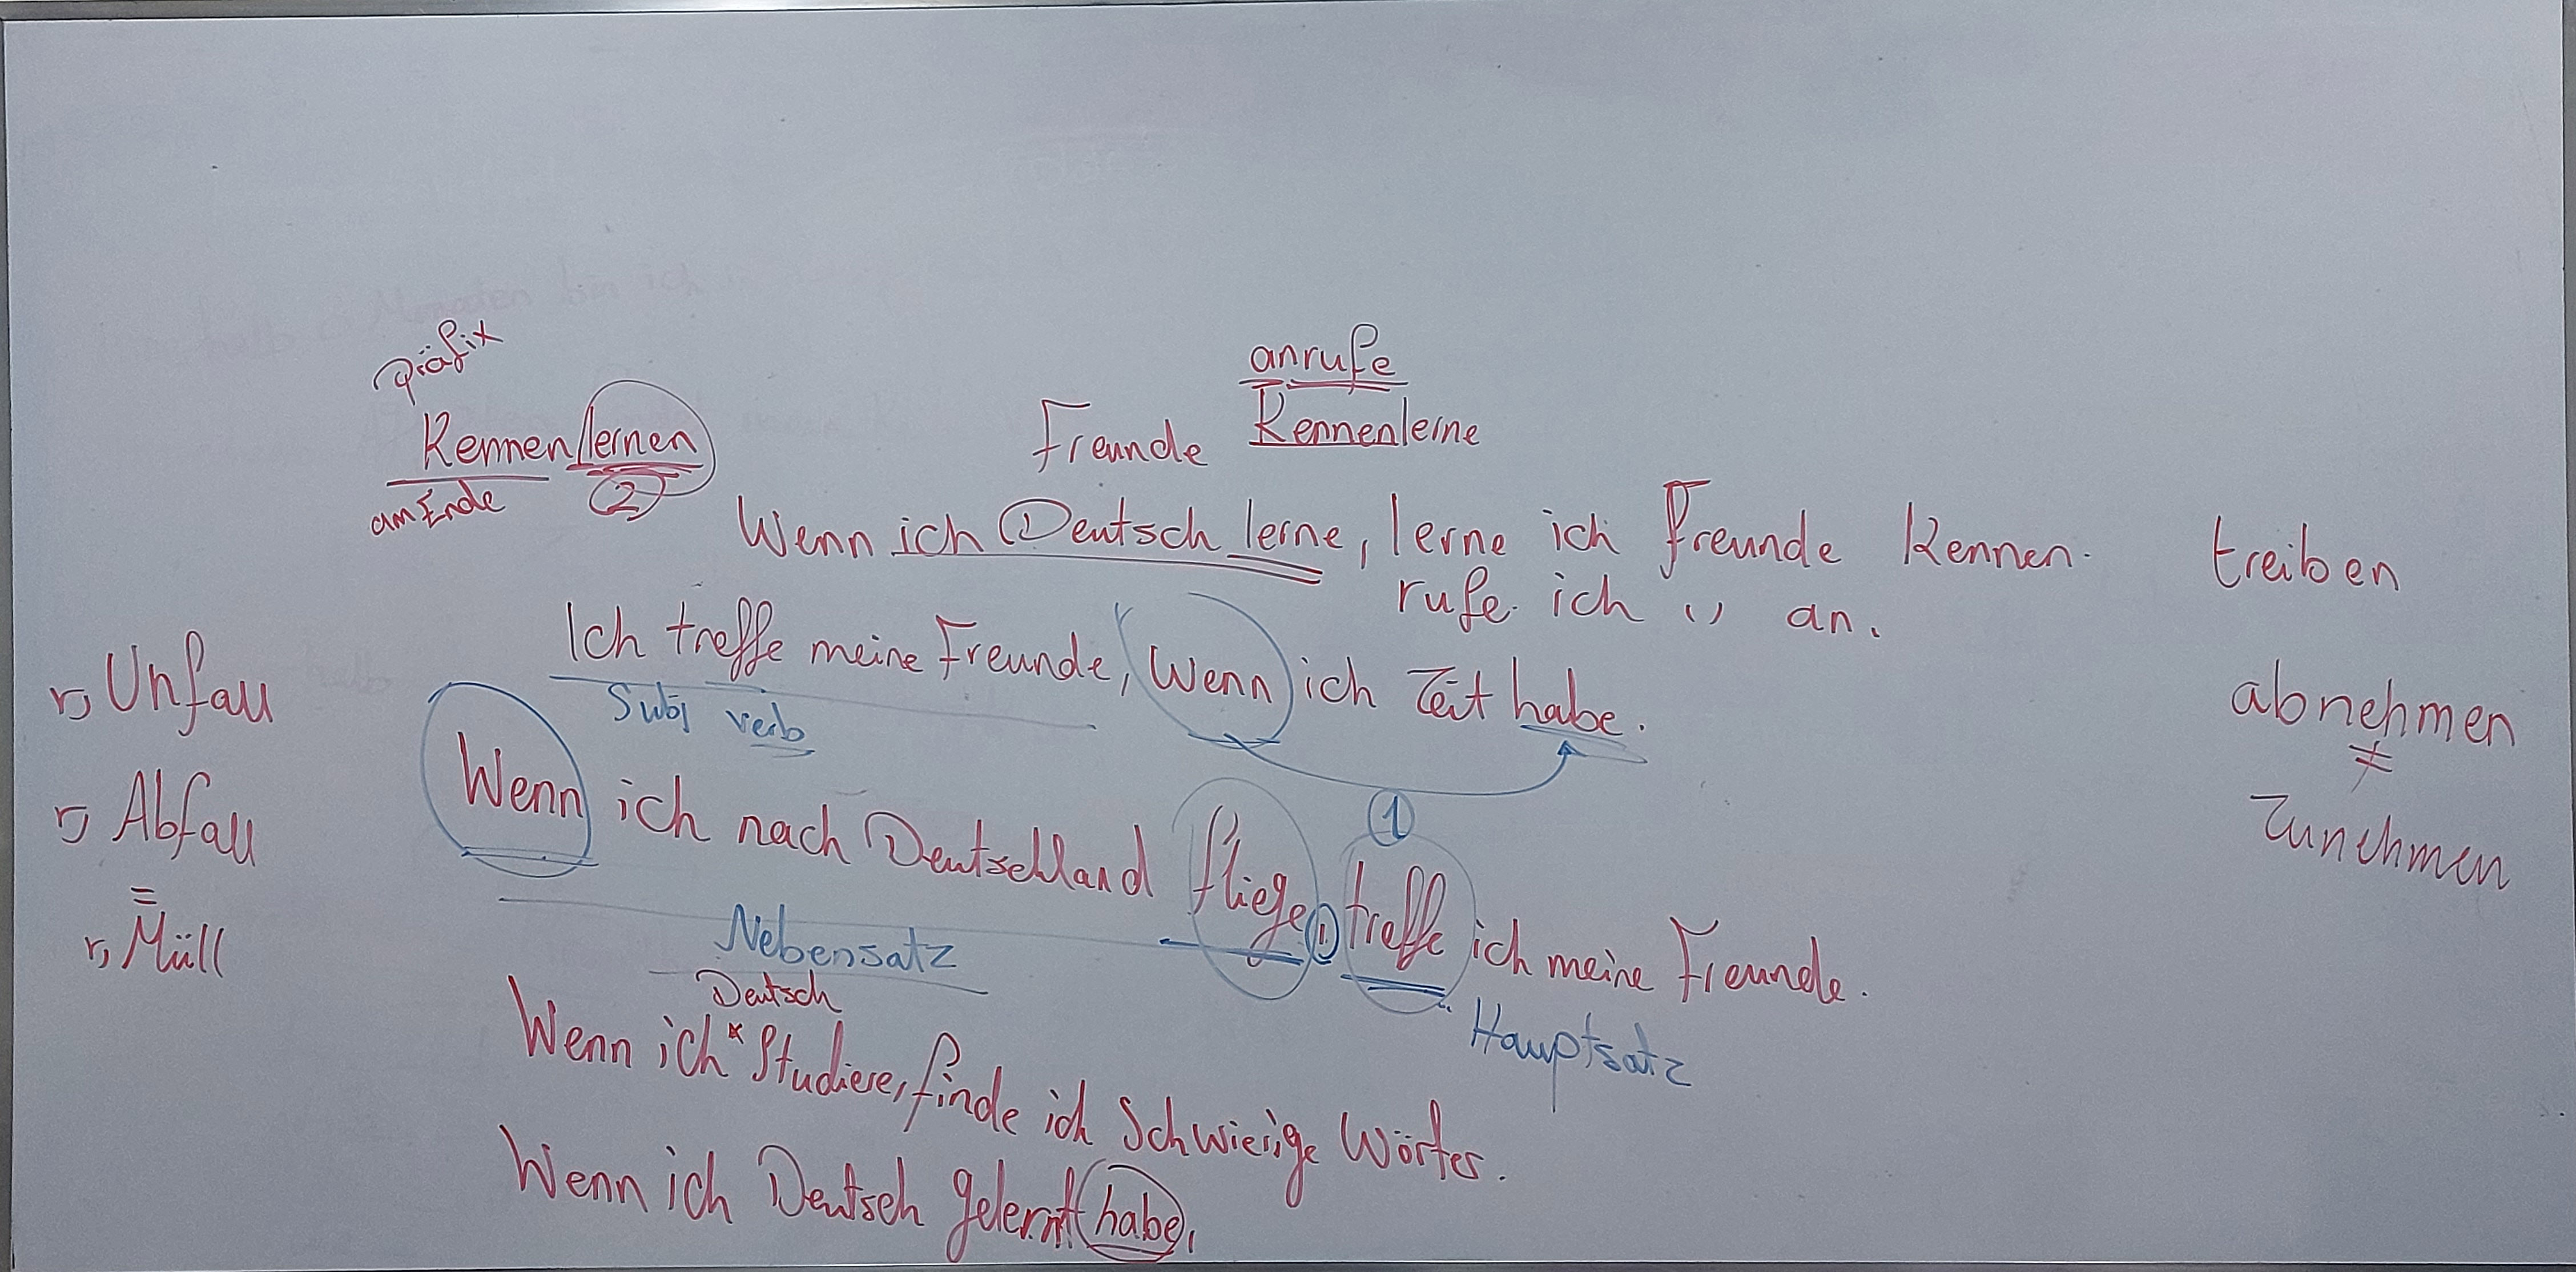 Präfix
Kennen/lernen
am Ende ②
anrufe
Freunde Kennenlerne
Wenn ich Deutsch lerne, lerne ich Freunde Kennen.
rufe ich " an.
Ich treffe meine Freunde, Wenn ich Zeit habe.
Subj verb
Wenn ich nach Deutschland fliege, treffe ich meine Freunde.
①
Nebensatz
Hauptsatz
Deutsch
Wenn ich * Studiere, finde ich Schwierige Wörter.
Wenn ich Deutsch gelernt habe,
r, Unfall
r, Abfall
=
r, Müll
treiben
abnehmen
≠
Zunehmen